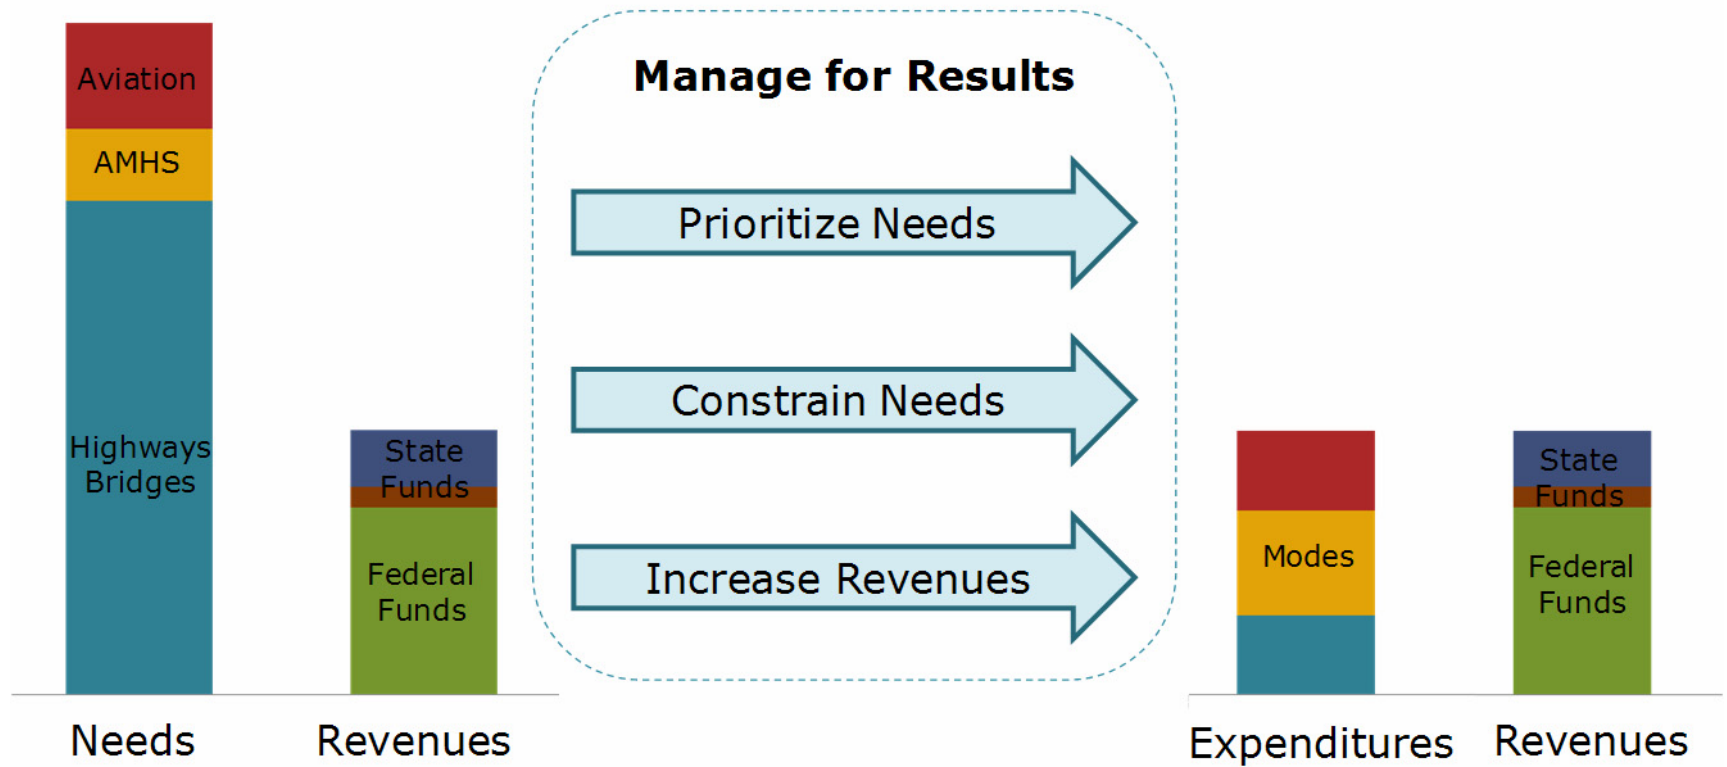 Aviation
AMHS
Highways
Bridges
Needs
State
Funds
Federal
Funds
Revenues
Manage for Results
Prioritize Needs
Constrain Needs
Increase Revenues
Modes
Expenditures
State
Funds
Federal
Funds
Revenues